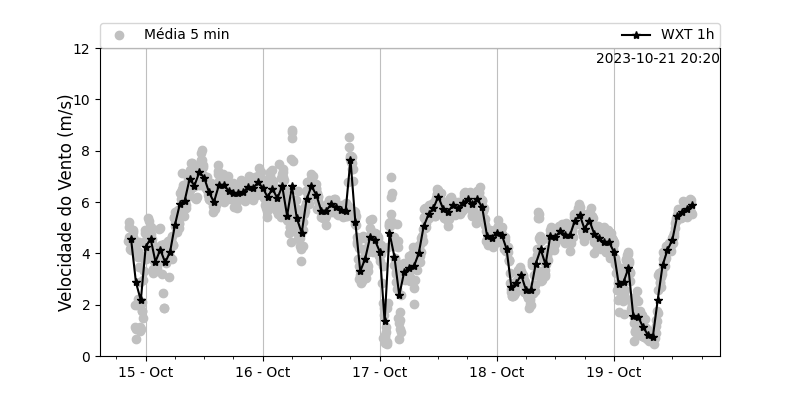 Média 5 min
WXT 1h
2023-10-21 20:20
Velocidade do Vento (m/s)
12
10
8
6
4
2
0
15 - Oct
16 - Oct
17 - Oct
18 - Oct
19 - Oct